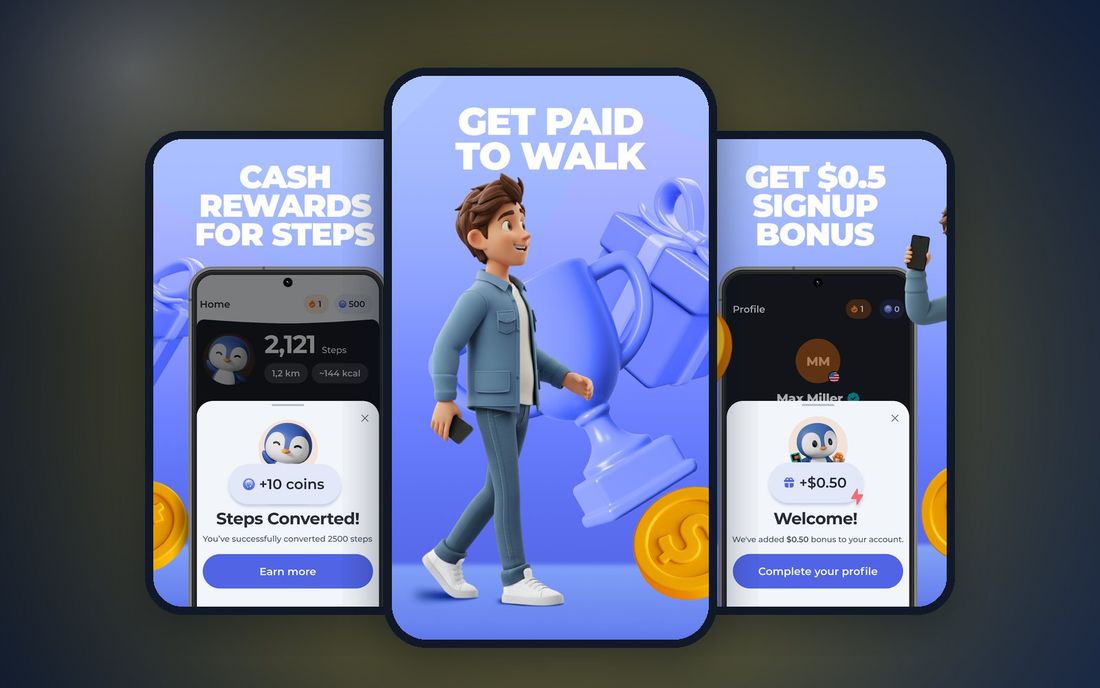 CASH
REWARDS
FOR STEPS
Home
1
500
2,121 Steps
1,2 km
~144 kcal
+10 coins
Steps Converted!
You've successfully converted 2500 steps
Earn more
GET PAID
TO WALK
GET $0.5
SIGNUP
BONUS
Profile
1
0
MM
Max Miller
+$0.50
Welcome!
We've added $0.50 bonus to your account.
Complete your profile